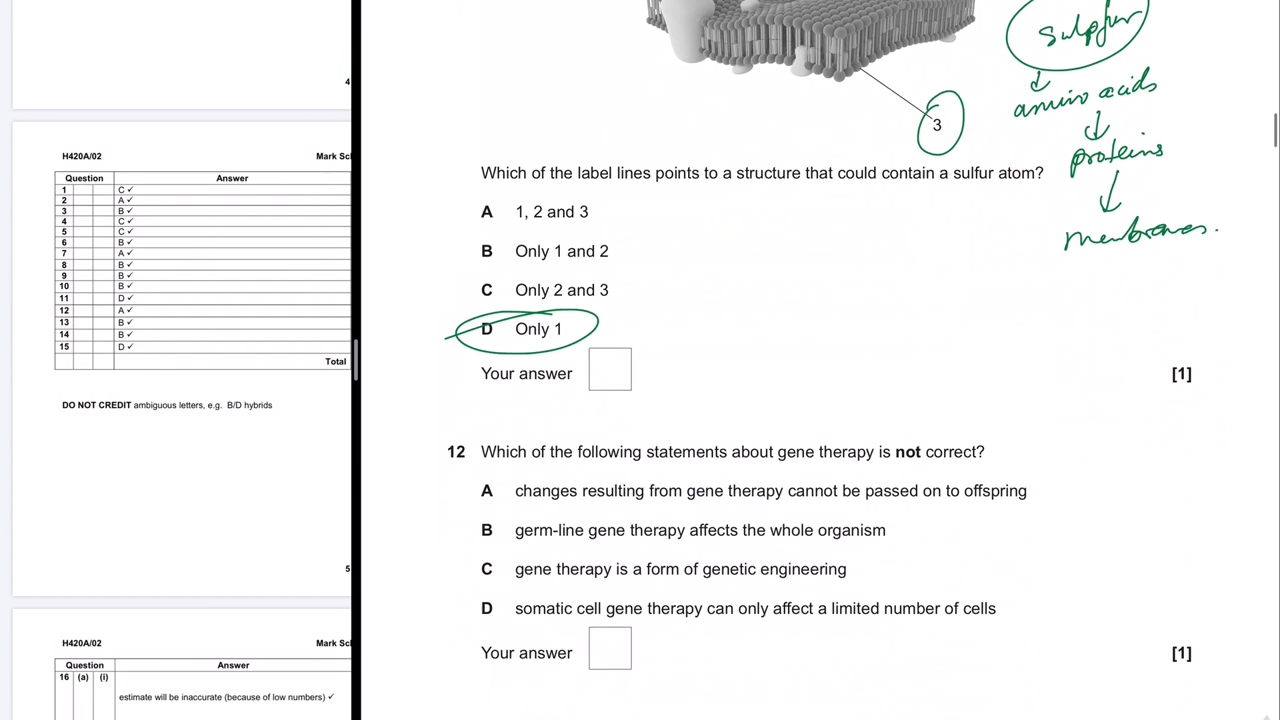 4
H420A/02
Mark Scl
Question Answer
1 C ✓
2 A ✓
3 B ✓
4 C ✓
5 C ✓
6 B ✓
7 A ✓
8 B ✓
9 B ✓
10 B ✓
11 D ✓
12 A ✓
13 B ✓
14 B ✓
15 D ✓
Total
DO NOT CREDIT ambiguous letters, e.g. B/D hybrids
5
H420A/02
Mark Scl
Question Answer
16 (a) (i)
estimate will be inaccurate (because of low numbers) ✓
sulpfur
amino acids
proteins
membranes.
3
Which of the label lines points to a structure that could contain a sulfur atom?
A 1, 2 and 3
B Only 1 and 2
C Only 2 and 3
D Only 1
Your answer
[1]
12 Which of the following statements about gene therapy is not correct?
A changes resulting from gene therapy cannot be passed on to offspring
B germ-line gene therapy affects the whole organism
C gene therapy is a form of genetic engineering
D somatic cell gene therapy can only affect a limited number of cells
Your answer
[1]